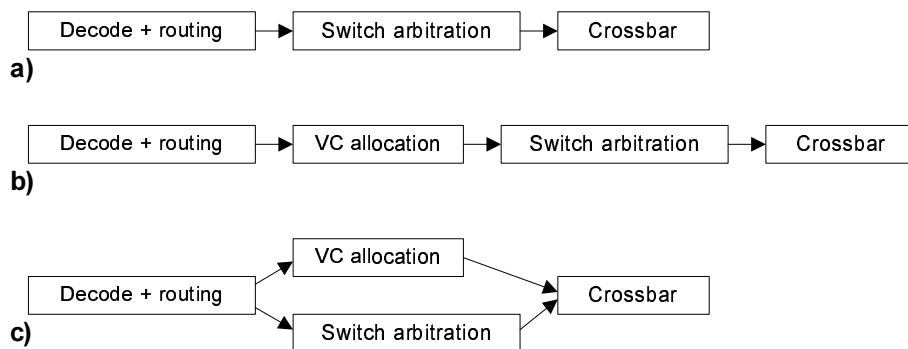 Decode + routing Switch arbitration Crossbar
a)
Decode + routing VC allocation Switch arbitration Crossbar
b)
VC allocation
Decode + routing Crossbar
Switch arbitration
c)